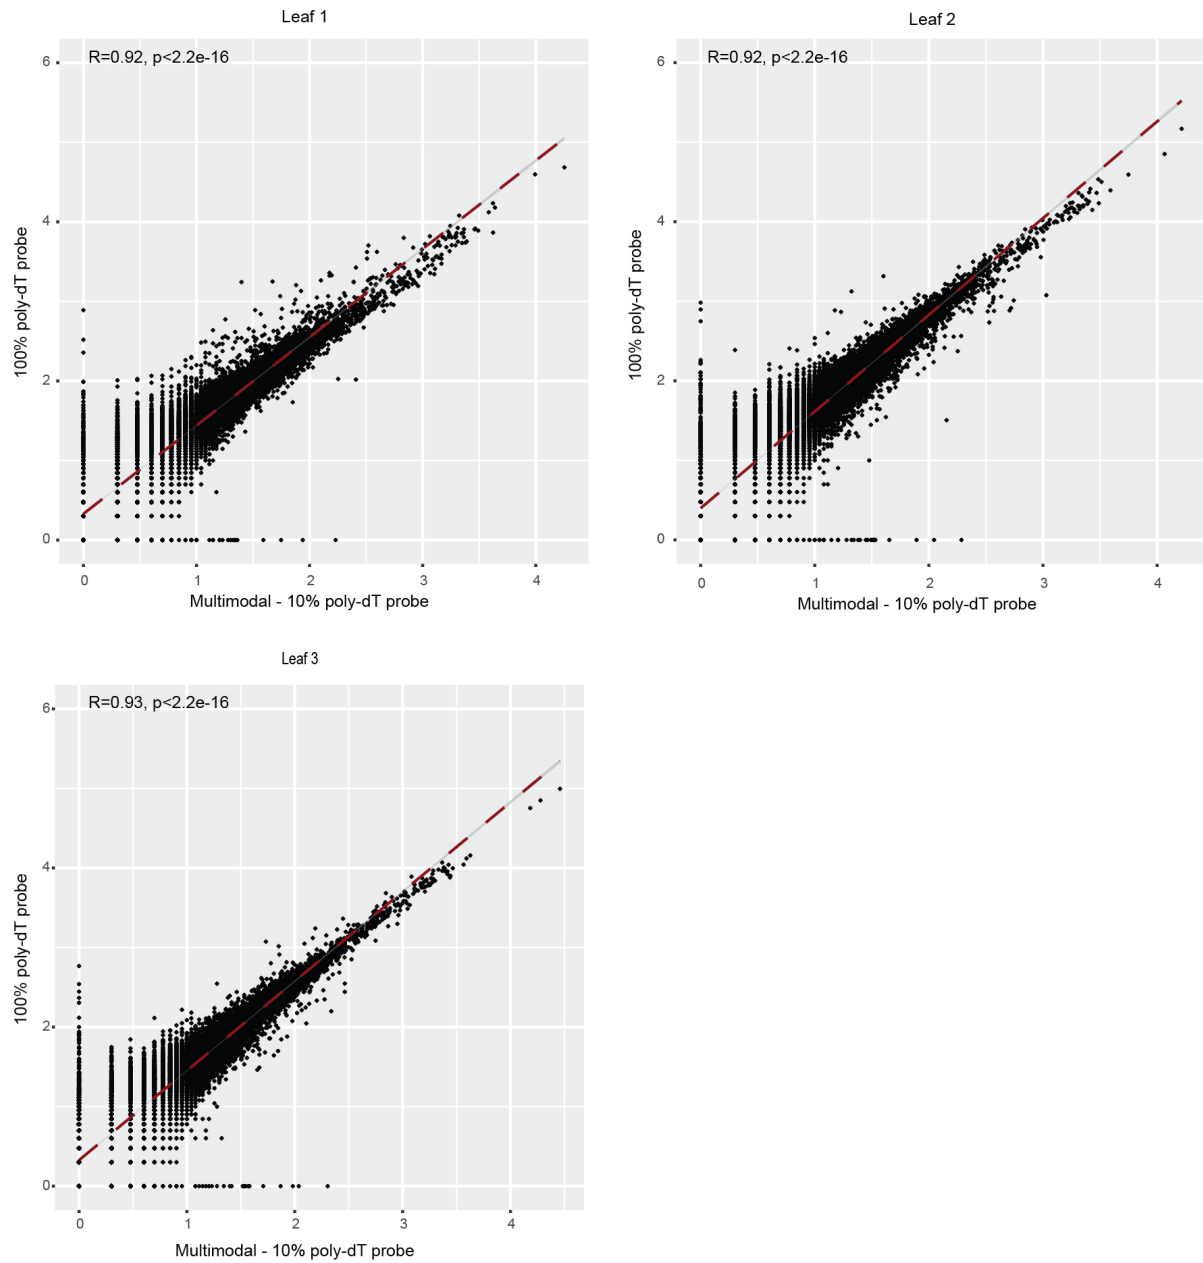 Leaf 1
R=0.92, p<2.2e-16
6
4
2
0
100% poly-dT probe
0 1 2 3 4
Multimodal - 10% poly-dT probe
Leaf 2
R=0.92, p<2.2e-16
6
4
2
0
100% poly-dT probe
0 1 2 3 4
Multimodal - 10% poly-dT probe
Leaf 3
R=0.93, p<2.2e-16
6
4
2
0
100% poly-dT probe
0 1 2 3 4
Multimodal - 10% poly-dT probe